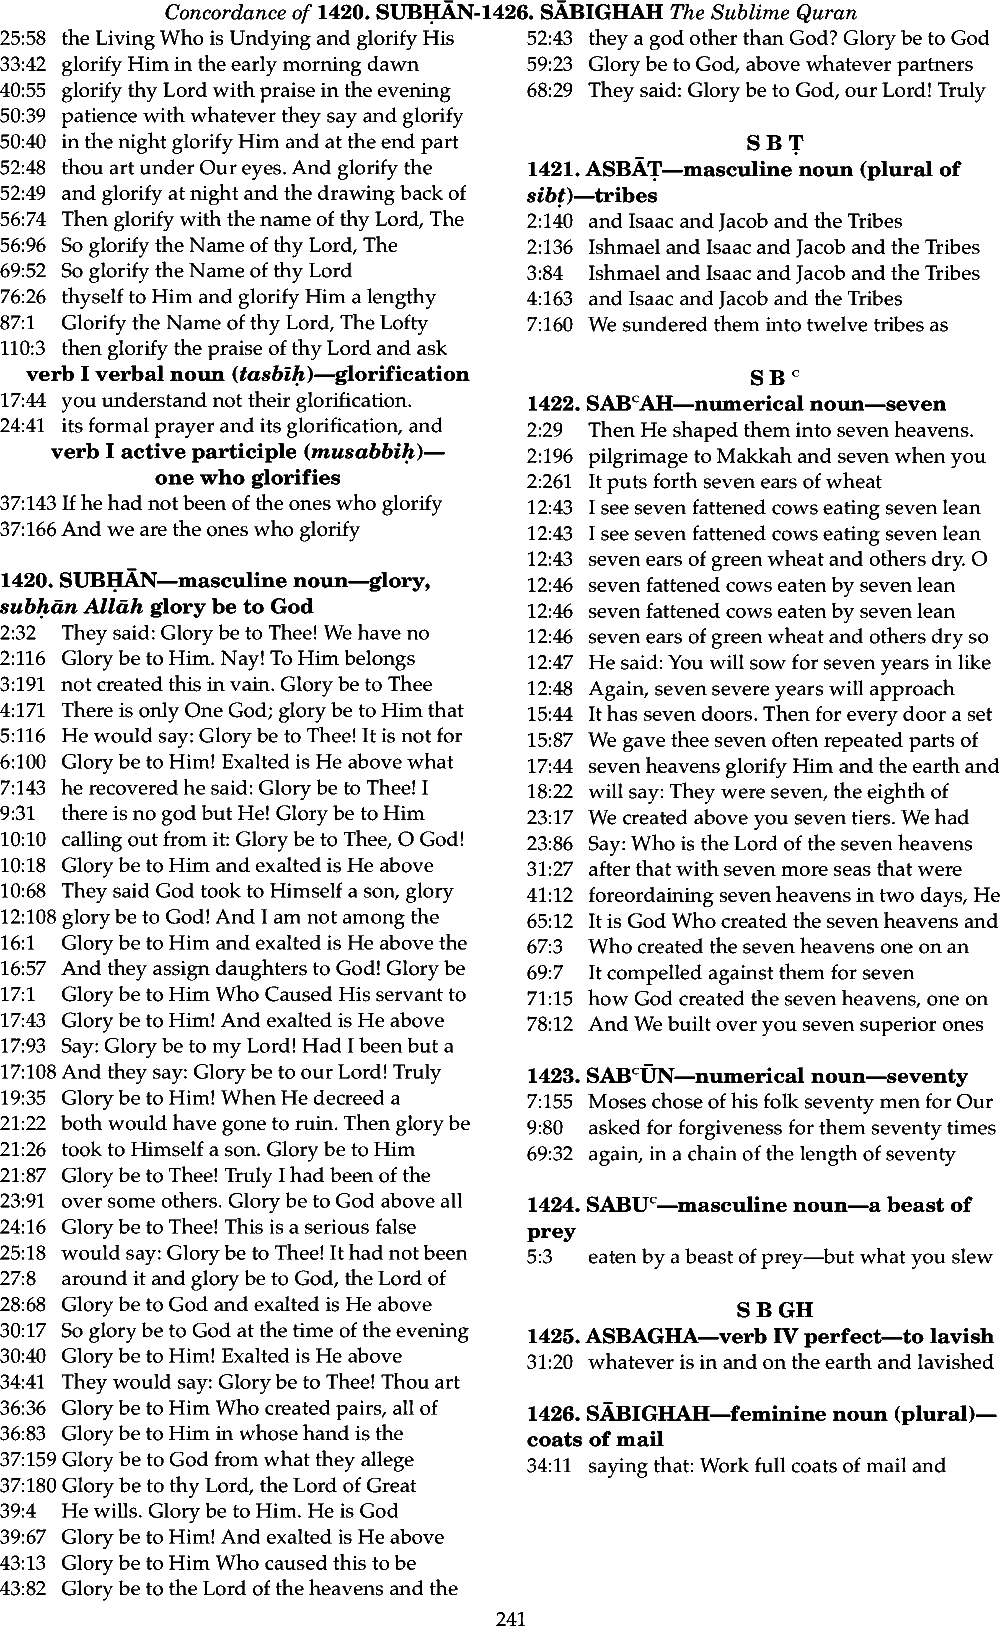 Concordance of 1420. SUBḤĀN-1426. SĀBIGHAH The Sublime Quran
25:58 the Living Who is Undying and glorify His
33:42 glorify Him in the early morning dawn
40:55 glorify thy Lord with praise in the evening
50:39 patience with whatever they say and glorify
50:40 in the night glorify Him and at the end part
52:48 thou art under Our eyes. And glorify the
52:49 and glorify at night and the drawing back of
56:74 Then glorify with the name of thy Lord, The
56:96 So glorify the Name of thy Lord, The
69:52 So glorify the Name of thy Lord
76:26 thyself to Him and glorify Him a lengthy
87:1 Glorify the Name of thy Lord, The Lofty
110:3 then glorify the praise of thy Lord and ask
verb I verbal noun (tasbīḥ)—glorification
17:44 you understand not their glorification.
24:41 its formal prayer and its glorification, and
verb I active participle (musabbiḥ)—
one who glorifies
37:143 If he had not been of the ones who glorify
37:166 And we are the ones who glorify
1420. SUBḤĀN—masculine noun—glory,
subḥān Allāh glory be to God
2:32 They said: Glory be to Thee! We have no
2:116 Glory be to Him. Nay! To Him belongs
3:191 not created this in vain. Glory be to Thee
4:171 There is only One God; glory be to Him that
5:116 He would say: Glory be to Thee! It is not for
6:100 Glory be to Him! Exalted is He above what
7:143 he recovered he said: Glory be to Thee! I
9:31 there is no god but He! Glory be to Him
10:10 calling out from it: Glory be to Thee, O God!
10:18 Glory be to Him and exalted is He above
10:68 They said God took to Himself a son, glory
12:108 glory be to God! And I am not among the
16:1 Glory be to Him and exalted is He above the
16:57 And they assign daughters to God! Glory be
17:1 Glory be to Him Who Caused His servant to
17:43 Glory be to Him! And exalted is He above
17:93 Say: Glory be to my Lord! Had I been but a
17:108 And they say: Glory be to our Lord! Truly
19:35 Glory be to Him! When He decreed a
21:22 both would have gone to ruin. Then glory be
21:26 took to Himself a son. Glory be to Him
21:87 Glory be to Thee! Truly I had been of the
23:91 over some others. Glory be to God above all
24:16 Glory be to Thee! This is a serious false
25:18 would say: Glory be to Thee! It had not been
27:8 around it and glory be to God, the Lord of
28:68 Glory be to God and exalted is He above
30:17 So glory be to God at the time of the evening
30:40 Glory be to Him! Exalted is He above
34:41 They would say: Glory be to Thee! Thou art
36:36 Glory be to Him Who created pairs, all of
36:83 Glory be to Him in whose hand is the
37:159 Glory be to God from what they allege
37:180 Glory be to thy Lord, the Lord of Great
39:4 He wills. Glory be to Him. He is God
39:67 Glory be to Him! And exalted is He above
43:13 Glory be to Him Who caused this to be
43:82 Glory be to the Lord of the heavens and the
52:43 they a god other than God? Glory be to God
59:23 Glory be to God, above whatever partners
68:29 They said: Glory be to God, our Lord! Truly
S B Ṭ
1421. ASBĀṬ—masculine noun (plural of
sibṭ)—tribes
2:140 and Isaac and Jacob and the Tribes
2:136 Ishmael and Isaac and Jacob and the Tribes
3:84 Ishmael and Isaac and Jacob and the Tribes
4:163 and Isaac and Jacob and the Tribes
7:160 We sundered them into twelve tribes as
S B ᶜ
1422. SABᶜAH—numerical noun—seven
2:29 Then He shaped them into seven heavens.
2:196 pilgrimage to Makkah and seven when you
2:261 It puts forth seven ears of wheat
12:43 I see seven fattened cows eating seven lean
12:43 I see seven fattened cows eating seven lean
12:43 seven ears of green wheat and others dry. O
12:46 seven fattened cows eaten by seven lean
12:46 seven fattened cows eaten by seven lean
12:46 seven ears of green wheat and others dry so
12:47 He said: You will sow for seven years in like
12:48 Again, seven severe years will approach
15:44 It has seven doors. Then for every door a set
15:87 We gave thee seven often repeated parts of
17:44 seven heavens glorify Him and the earth and
18:22 will say: They were seven, the eighth of
23:17 We created above you seven tiers. We had
23:86 Say: Who is the Lord of the seven heavens
31:27 after that with seven more seas that were
41:12 foreordaining seven heavens in two days, He
65:12 It is God Who created the seven heavens and
67:3 Who created the seven heavens one on an
69:7 It compelled against them for seven
71:15 how God created the seven heavens, one on
78:12 And We built over you seven superior ones
1423. SABᶜŪN—numerical noun—seventy
7:155 Moses chose of his folk seventy men for Our
9:80 asked for forgiveness for them seventy times
69:32 again, in a chain of the length of seventy
1424. SABUᶜ—masculine noun—a beast of
prey
5:3 eaten by a beast of prey—but what you slew
S B GH
1425. ASBAGHA—verb IV perfect—to lavish
31:20 whatever is in and on the earth and lavished
1426. SĀBIGHAH—feminine noun (plural)—
coats of mail
34:11 saying that: Work full coats of mail and
241